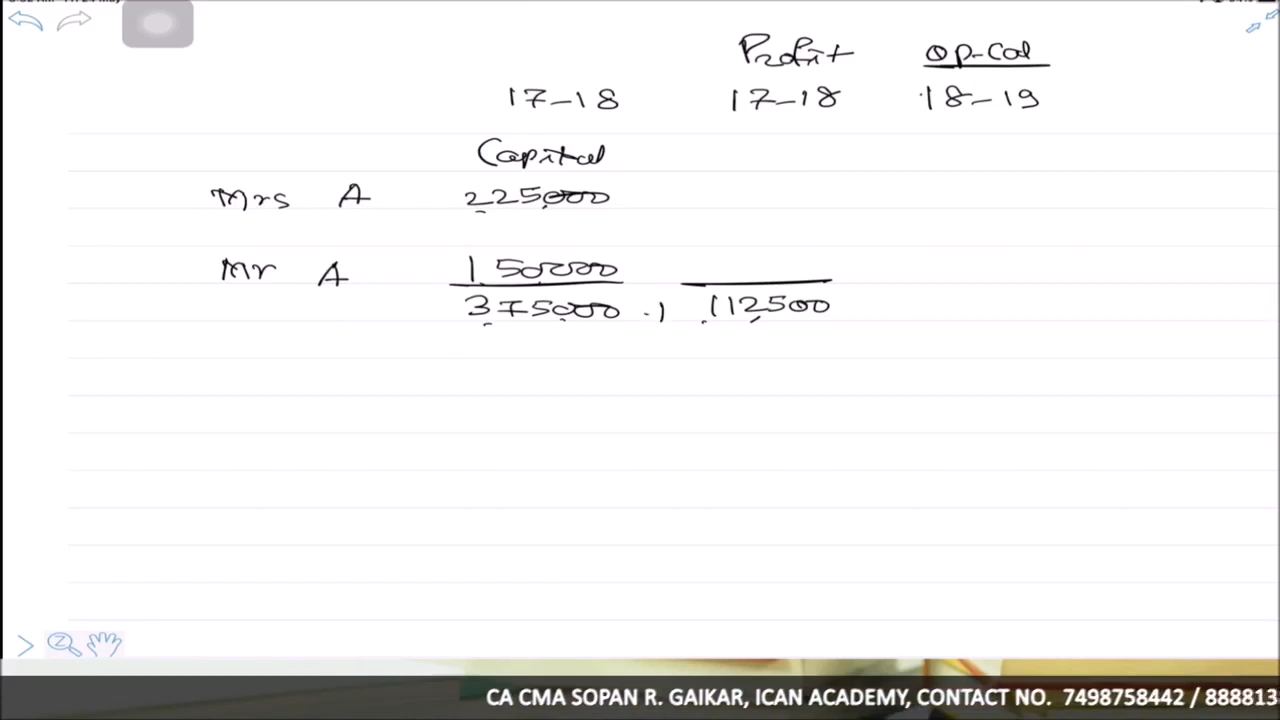 Profit Op-Cal
17-18 17-18 18-19
Capital
Mrs A 225000
Mr A 150000
375000 112500
CA CMA SOPAN R. GAIKAR, ICAN ACADEMY, CONTACT NO. 7498758442 / 888813